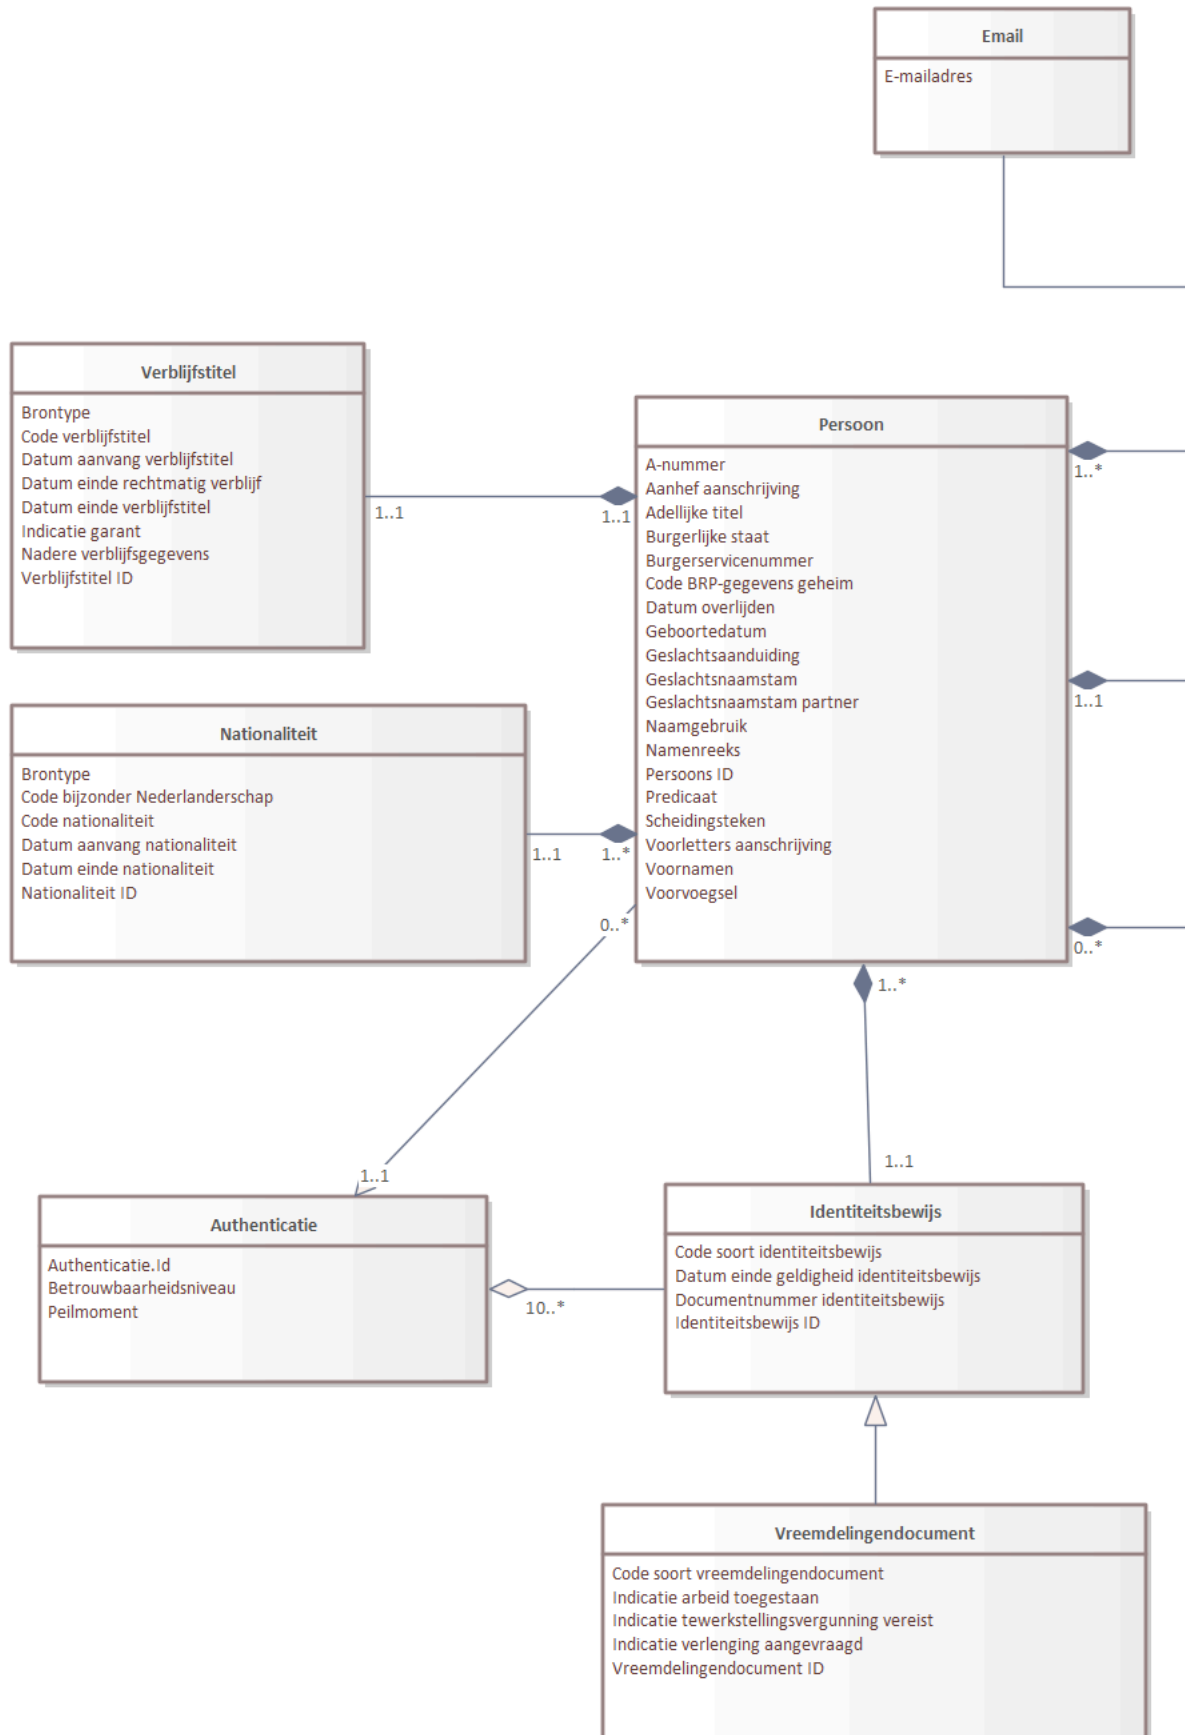 Email
E-mailadres
Verblijfstitel
Brontype
Code verblijfstitel
Datum aanvang verblijfstitel
Datum einde rechtmatig verblijf
Datum einde verblijfstitel
Indicatie garant
Nadere verblijfsgegevens
Verblijfstitel ID
1..1
1..1
Persoon
A-nummer
Aanhef aanschrijving
Adellijke titel
Burgerlijke staat
Burgerservicenummer
Code BRP-gegevens geheim
Datum overlijden
Geboortedatum
Geslachtsaanduiding
Geslachtsnaamstam
Geslachtsnaamstam partner
Naamgebruik
Namenreeks
Persoons ID
Predicaat
Scheidingsteken
Voorletters aanschrijving
Voornamen
Voorvoegsel
1..*
1..1
0..*
Nationaliteit
Brontype
Code bijzonder Nederlanderschap
Code nationaliteit
Datum aanvang nationaliteit
Datum einde nationaliteit
Nationaliteit ID
1..1
1..*
0..*
1..*
1..1
1..1
Authenticatie
Authenticatie.Id
Betrouwbaarheidsniveau
Peilmoment
10..*
Identiteitsbewijs
Code soort identiteitsbewijs
Datum einde geldigheid identiteitsbewijs
Documentnummer identiteitsbewijs
Identiteitsbewijs ID
Vreemdelingendocument
Code soort vreemdelingendocument
Indicatie arbeid toegestaan
Indicatie tewerkstellingsvergunning vereist
Indicatie verlenging aangevraagd
Vreemdelingendocument ID